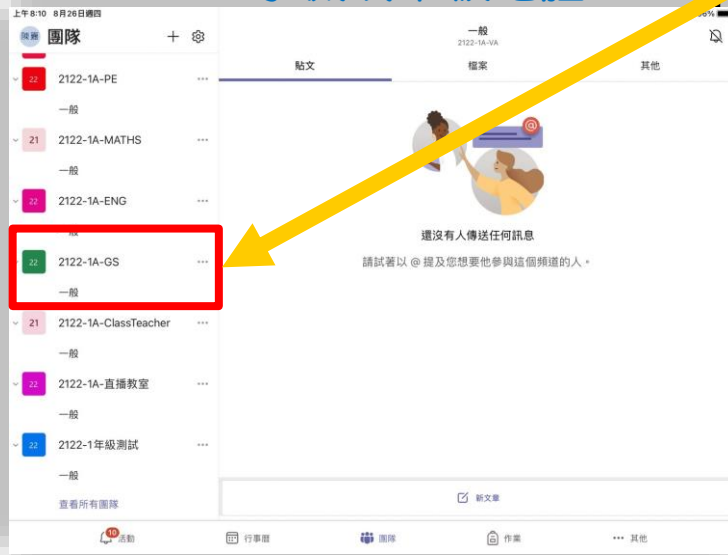 上午8:10 8月26日週四
陳麗
團隊
22 2122-1A-PE
一般
21 2122-1A-MATHS
一般
22 2122-1A-ENG
22 2122-1A-GS
一般
21 2122-1A-ClassTeacher
一般
22 2122-1A-直播教室
一般
22 2122-1年級測試
一般
查看所有團隊
一般
2122-1A-VA
貼文 檔案 其他
還沒有人傳送任何訊息
請試著以 @ 提及您想要他參與這個頻道的人。
新文章
10
活動 行事曆 團隊 作業 其他